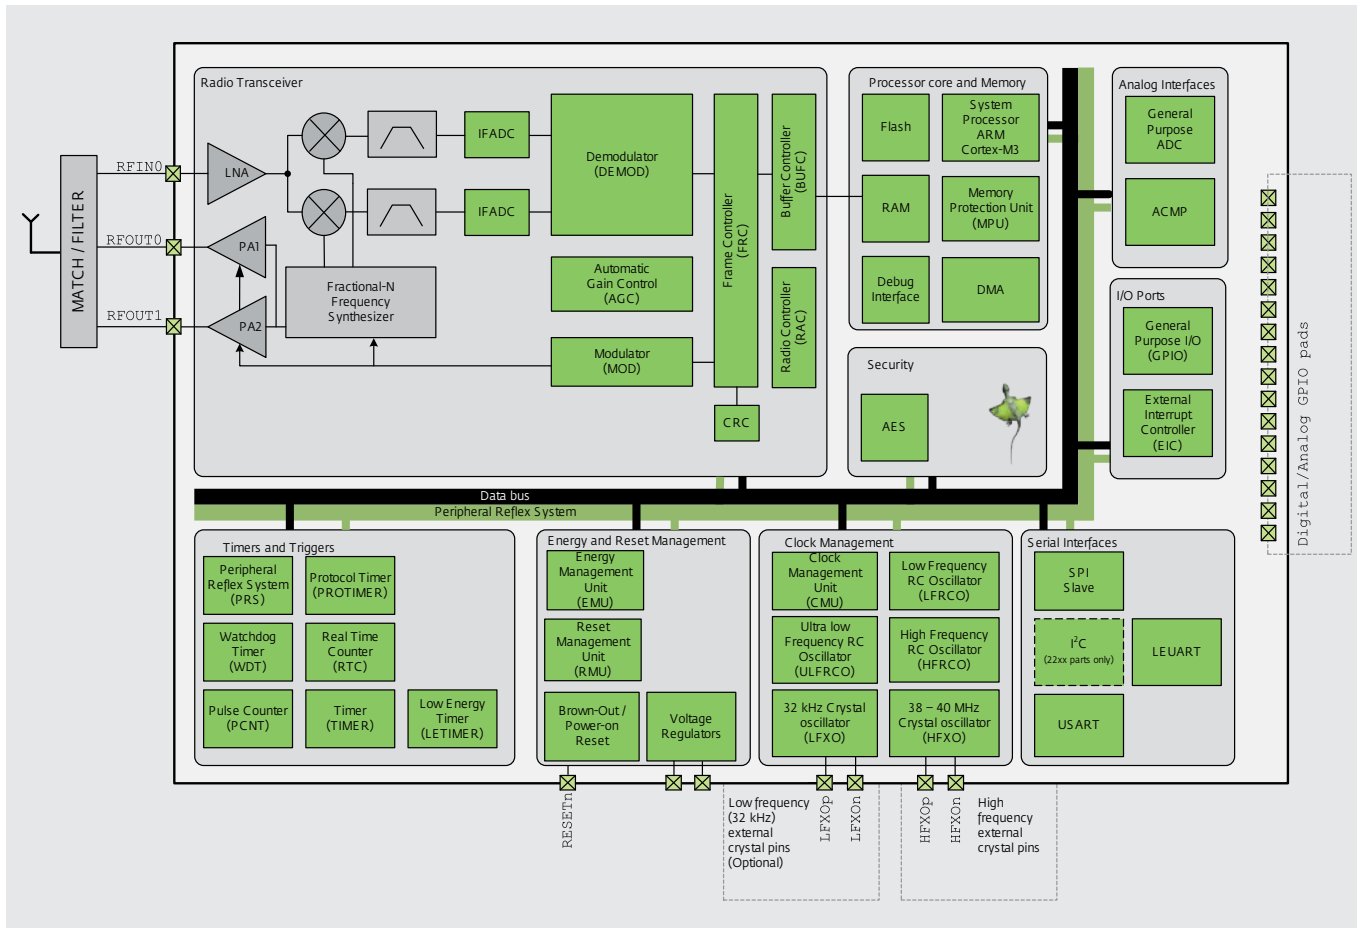 Radio Transceiver
RFIN0
RFOUT0
RFOUT1
MATCH / FILTER
LNA
PA1
PA2
IFADC
IFADC
Fractional-N
Frequency
Synthesizer
Demodulator
(DEMOD)
Automatic
Gain Control
(AGC)
Modulator
(MOD)
Frame Controller
(FRC)
CRC
Buffer Controller
(BUFC)
Radio Controller
(RAC)
Processor core and Memory
Flash
System
Processor
ARM
Cortex-M3
RAM
Memory
Protection Unit
(MPU)
Debug
Interface
DMA
Security
AES
Analog Interfaces
General
Purpose
ADC
ACMP
I/O Ports
General
Purpose I/O
(GPIO)
External
Interrupt
Controller
(EIC)
Digital/Analog GPIO pads
Data bus
Peripheral Reflex System
Timers and Triggers
Peripheral
Reflex System
(PRS)
Protocol Timer
(PROTIMER)
Watchdog
Timer
(WDT)
Real Time
Counter
(RTC)
Pulse Counter
(PCNT)
Timer
(TIMER)
Low Energy
Timer
(LETIMER)
Energy and Reset Management
Energy
Management
Unit
(EMU)
Reset
Management
Unit
(RMU)
Brown-Out /
Power-on
Reset
Voltage
Regulators
Clock Management
Clock
Management
Unit
(CMU)
Low Frequency
RC Oscillator
(LFRCO)
Ultra low
Frequency RC
Oscillator
(ULFRCO)
High Frequency
RC Oscillator
(HFRCO)
32 kHz Crystal
oscillator
(LFXO)
38 – 40 MHz
Crystal oscillator
(HFXO)
Serial Interfaces
SPI
Slave
I²C
(22xx parts only)
LEUART
USART
RESETn
Low frequency
(32 kHz)
external
crystal pins
(Optional)
LFXOp
LFXOn
HFXOp
HFXOn
High
frequency
external
crystal pins